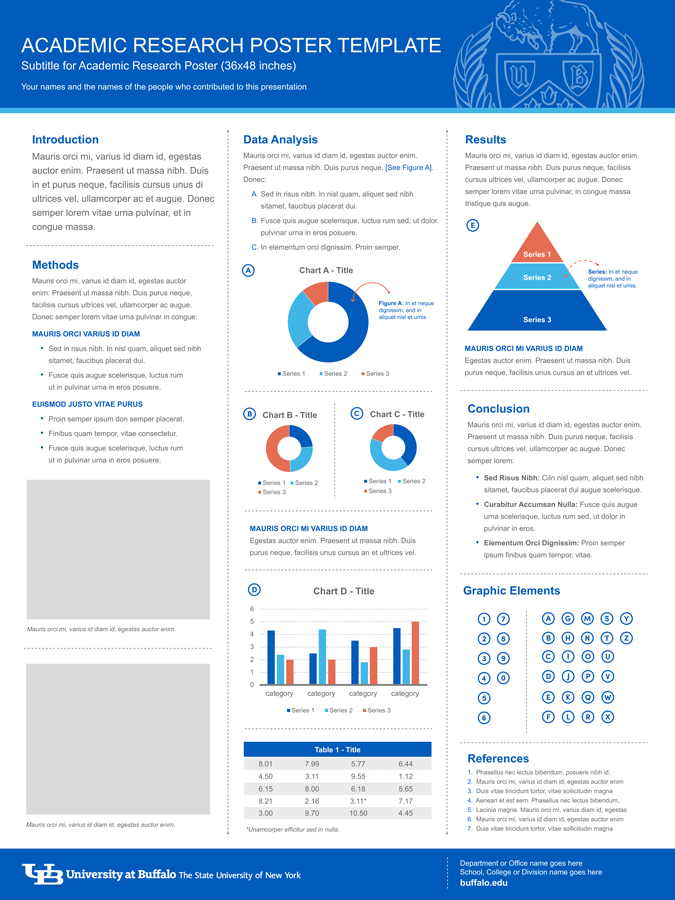 ACADEMIC RESEARCH POSTER TEMPLATE
Subtitle for Academic Research Poster (36x48 inches)
Your names and the names of the people who contributed to this presentation
U B
Introduction
Mauris orci mi, varius id diam id, egestas
auctor enim. Praesent ut massa nibh. Duis
in et purus neque, facilisis cursus unus di
ultrices vel, ullamcorper ac et augue. Donec
semper lorem vitae urna pulvinar, et in
congue massa.
Methods
Mauris orci mi, varius id diam id, egestas auctor
enim. Praesent ut massa nibh. Duis purus neque,
facilisis cursus ultrices vel, ullamcorper ac augue.
Donec semper lorem vitae urna pulvinar in congue:
MAURIS ORCI VARIUS ID DIAM
• Sed in risus nibh. In nisl quam, aliquet sed nibh
sitamet, faucibus placerat dui.
• Fusce quis augue scelerisque, luctus rum
ut in pulvinar urna in eros posuere.
EUISMOD JUSTO VITAE PURUS
• Proin semper ipsum don semper placerat.
• Finibus quam tempor, vitae consectetur.
• Fusce quis augue scelerisque, luctus rum
ut in pulvinar urna in eros posuere.
Mauris orci mi, varius id diam id, egestas auctor enim.
Mauris orci mi, varius id diam id, egestas auctor enim.
Data Analysis
Mauris orci mi, varius id diam id, egestas auctor enim.
Praesent ut massa nibh. Duis purus neque, [See Figure A].
Donec:
A. Sed in risus nibh. In nisl quam, aliquet sed nibh
sitamet, faucibus placerat dui.
B. Fusce quis augue scelerisque, luctus rum sed, ut dolor.
pulvinar urna in eros posuere.
C. In elementum orci dignissim. Proin semper.
A
Chart A - Title
Figure A: In et neque
dignissim, and in
aliquet nisl et umis.
Series 1 Series 2 Series 3
B Chart B - Title
Series 1 Series 2
Series 3
C Chart C - Title
Series 1 Series 2
Series 3
MAURIS ORCI MI VARIUS ID DIAM
Egestas auctor enim. Praesent ut massa nibh. Duis
purus neque, facilisis unus cursus an et ultrices vel.
D Chart D - Title
6
5
4
3
2
1
0
category category category category
Series 1 Series 2 Series 3
Table 1 - Title
8.01 7.99 5.77 6.44
4.50 3.11 9.55 1.12
6.15 8.00 6.18 5.65
8.21 2.16 3.11* 7.17
3.00 9.70 10.50 4.45
*Unamcorper efficitur sed in nulla.
Results
Mauris orci mi, varius id diam id, egestas auctor enim.
Praesent ut massa nibh. Duis purus neque, facilisis
cursus ultrices vel, ullamcorper ac augue. Donec
semper lorem vitae urna pulvinar, in congue massa
tristique quis augue.
E
Series 1
Series 2
Series 3
Series: In et neque
dignissim, and in
aliquet nisl et umis.
MAURIS ORCI MI VARIUS ID DIAM
Egestas auctor enim. Praesent ut massa nibh. Duis
purus neque, facilisis unus cursus an et ultrices vel.
Conclusion
Mauris orci mi, varius id diam id, egestas auctor enim.
Praesent ut massa nibh. Duis purus neque, facilisis
cursus ultrices vel, ullamcorper ac augue. Donec
semper lorem:
• Sed Risus Nibh: Ciln nisl quam, aliquet sed nibh
sitamet, faucibus placerat dui augue scelerisque.
• Curabitur Accumsan Nulla: Fusce quis augue
urna scelerisque, luctus rum sed, ut dolor in
pulvinar in eros.
• Elementum Orci Dignissim: Proin semper
ipsum finibus quam tempor, vitae.
Graphic Elements
1 7
2 8
3 9
4 0
5
6
A G M S Y
B H N T Z
C I O U
D J P V
E K Q W
F L R X
References
1. Phasellus nec lectus bibendum, posuere nibh id,
2. Mauris orci mi, varius id diam id, egestas auctor enim
3. Duis vitae tincidunt tortor, vitae sollicitudin magna
4. Aenean et est sem. Phasellus nec lectus bibendum,
5. Lacinia magna. Mauris orci mi, varius diam id, egestas
6. Mauris orci mi, varius id diam id, egestas auctor enim
7. Duis vitae tincidunt tortor, vitae sollicitudin magna
UB University at Buffalo The State University of New York
Department or Office name goes here
School, College or Division name goes here
buffalo.edu